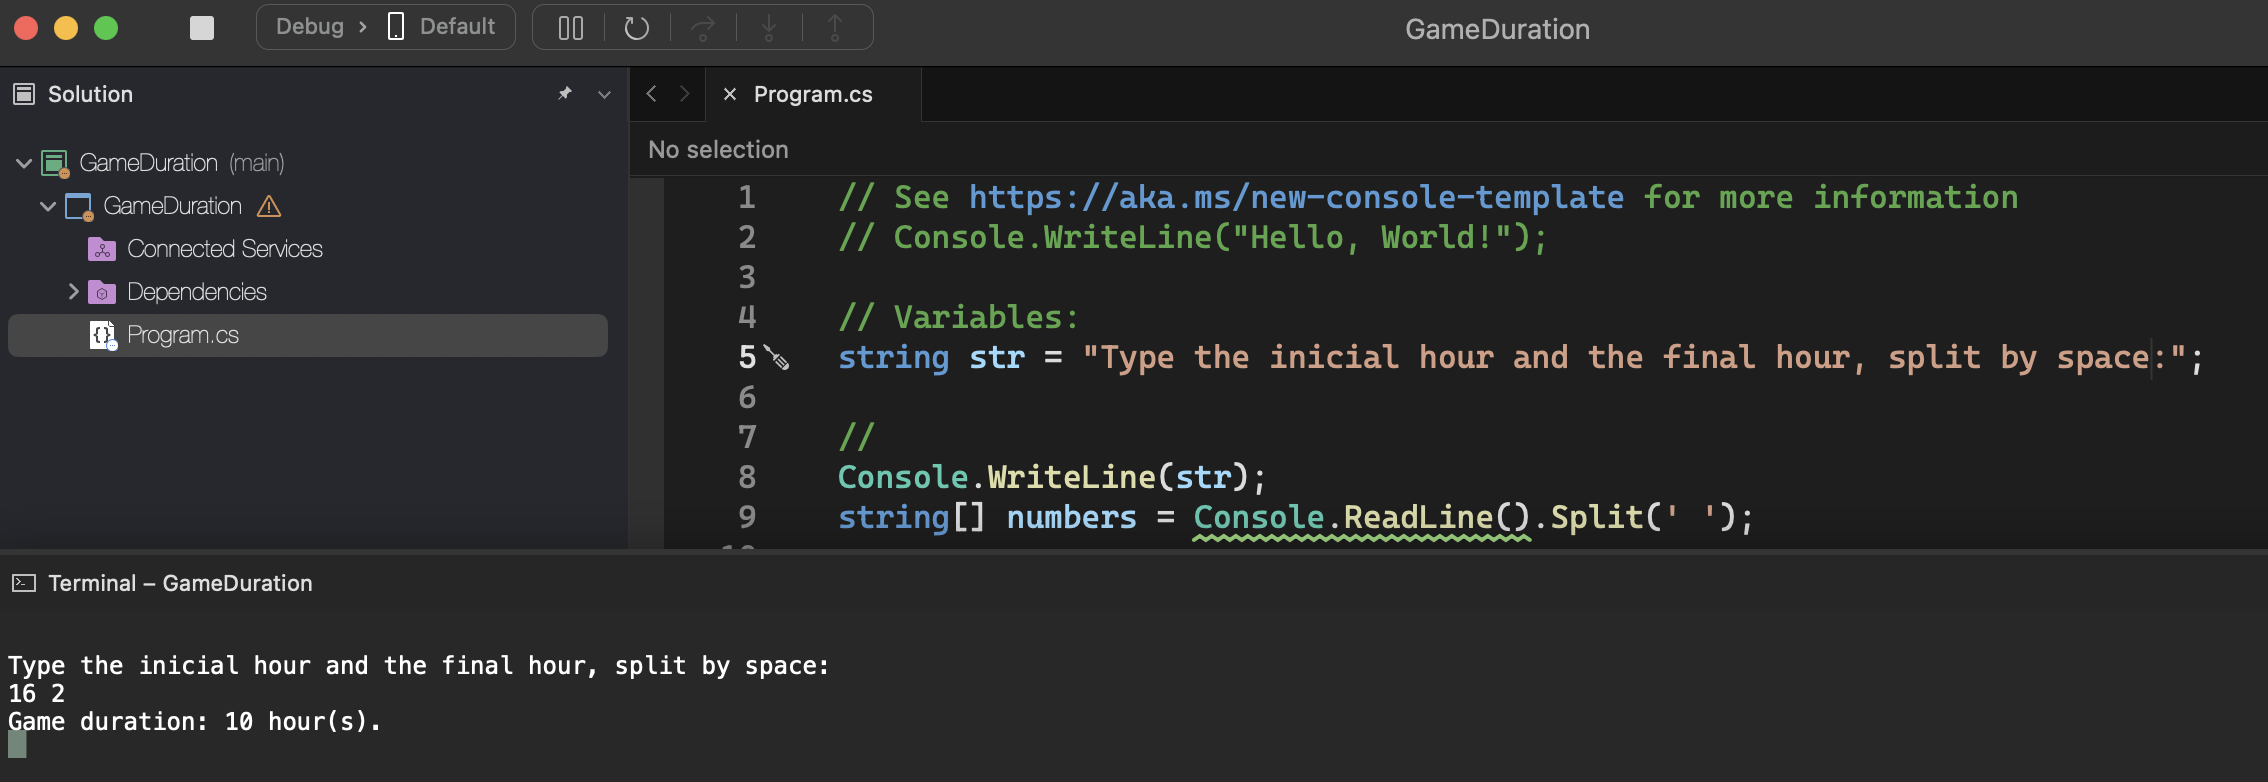 Debug › Default
GameDuration
Solution
Program.cs
No selection
GameDuration (main)
GameDuration
Connected Services
Dependencies
Program.cs
1 // See https://aka.ms/new-console-template for more information
2 // Console.WriteLine("Hello, World!");
3
4 // Variables:
5 string str = "Type the inicial hour and the final hour, split by space:";
6
7 //
8 Console.WriteLine(str);
9 string[] numbers = Console.ReadLine().Split(' ');
Terminal – GameDuration
Type the inicial hour and the final hour, split by space:
16 2
Game duration: 10 hour(s).